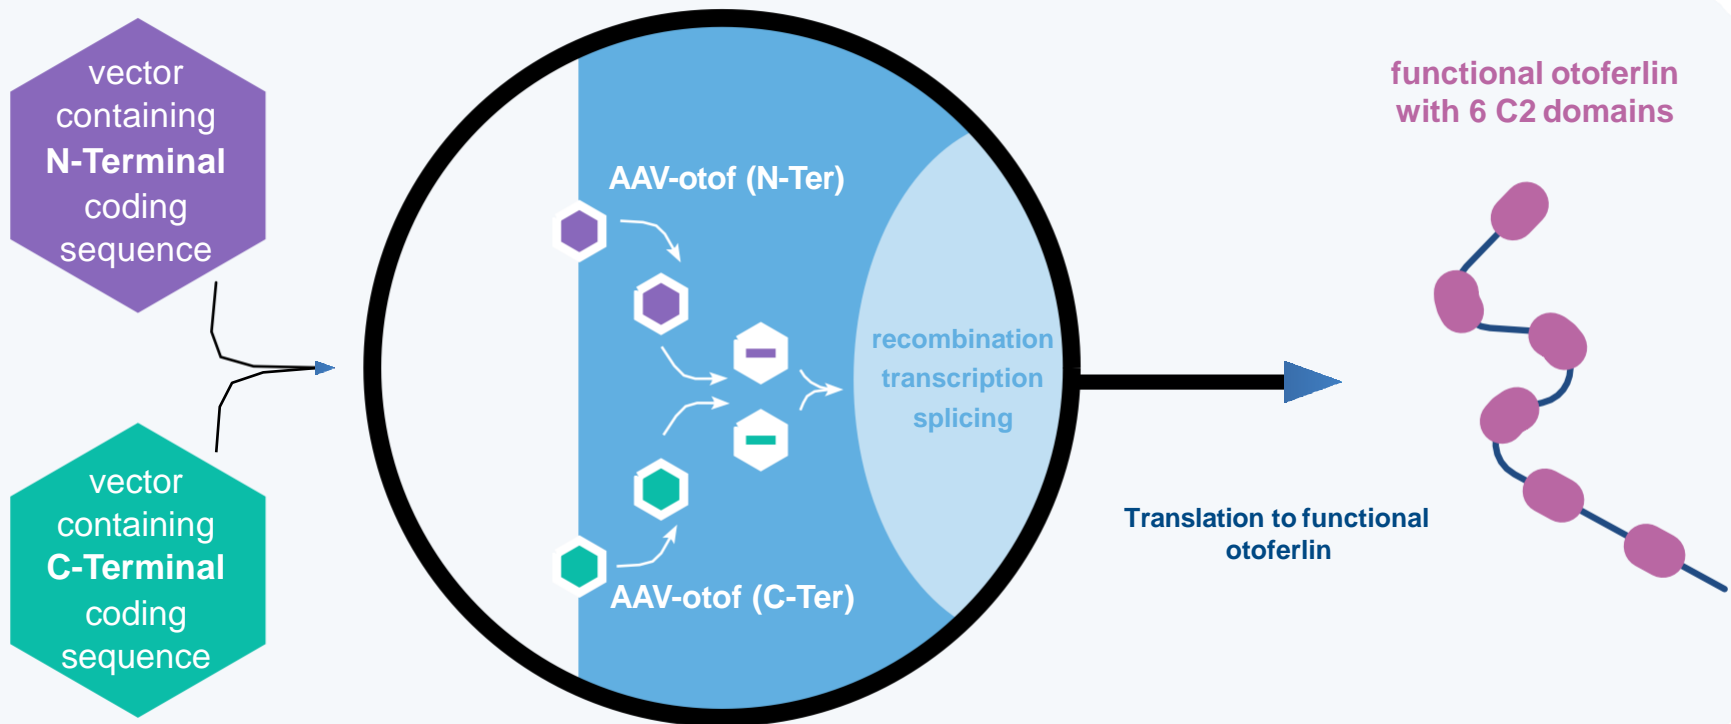 vector
containing
N-Terminal
coding
sequence
vector
containing
C-Terminal
coding
sequence
AAV-otof (N-Ter)
AAV-otof (C-Ter)
recombination
transcription
splicing
Translation to functional
otoferlin
functional otoferlin
with 6 C2 domains